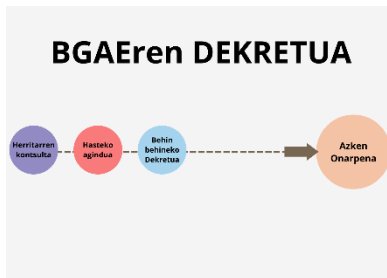 BGAEren DEKRETUA
Herritarren
kontsulta
Hasteko
agindua
Behin
behineko
Dekretua
Azken
Onarpena